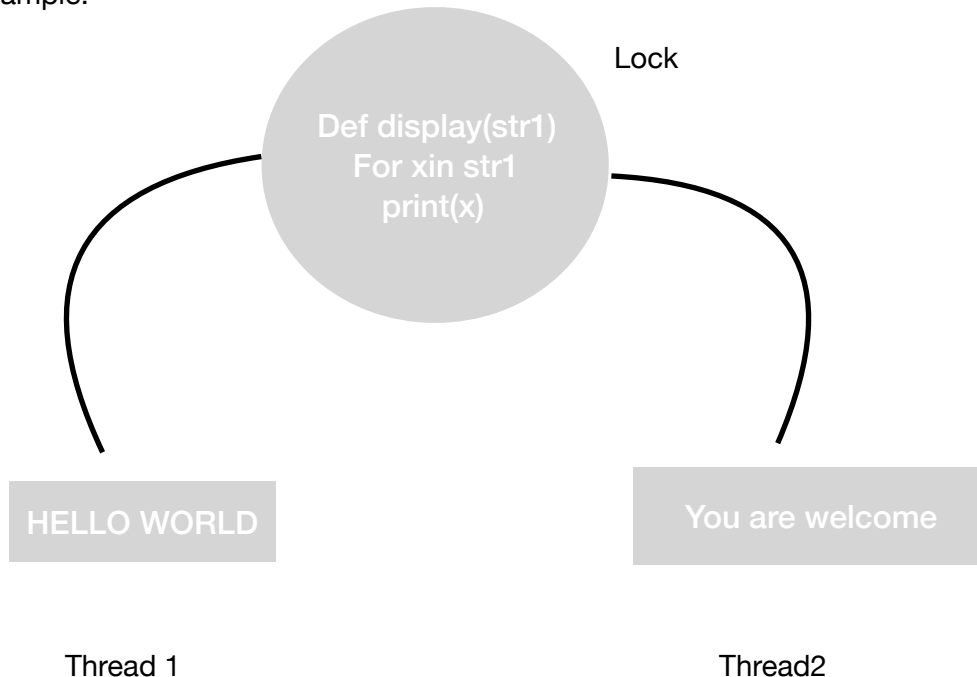 ample:
Lock
Def display(str1)
For xin str1
print(x)
HELLO WORLD
You are welcome
Thread 1
Thread2